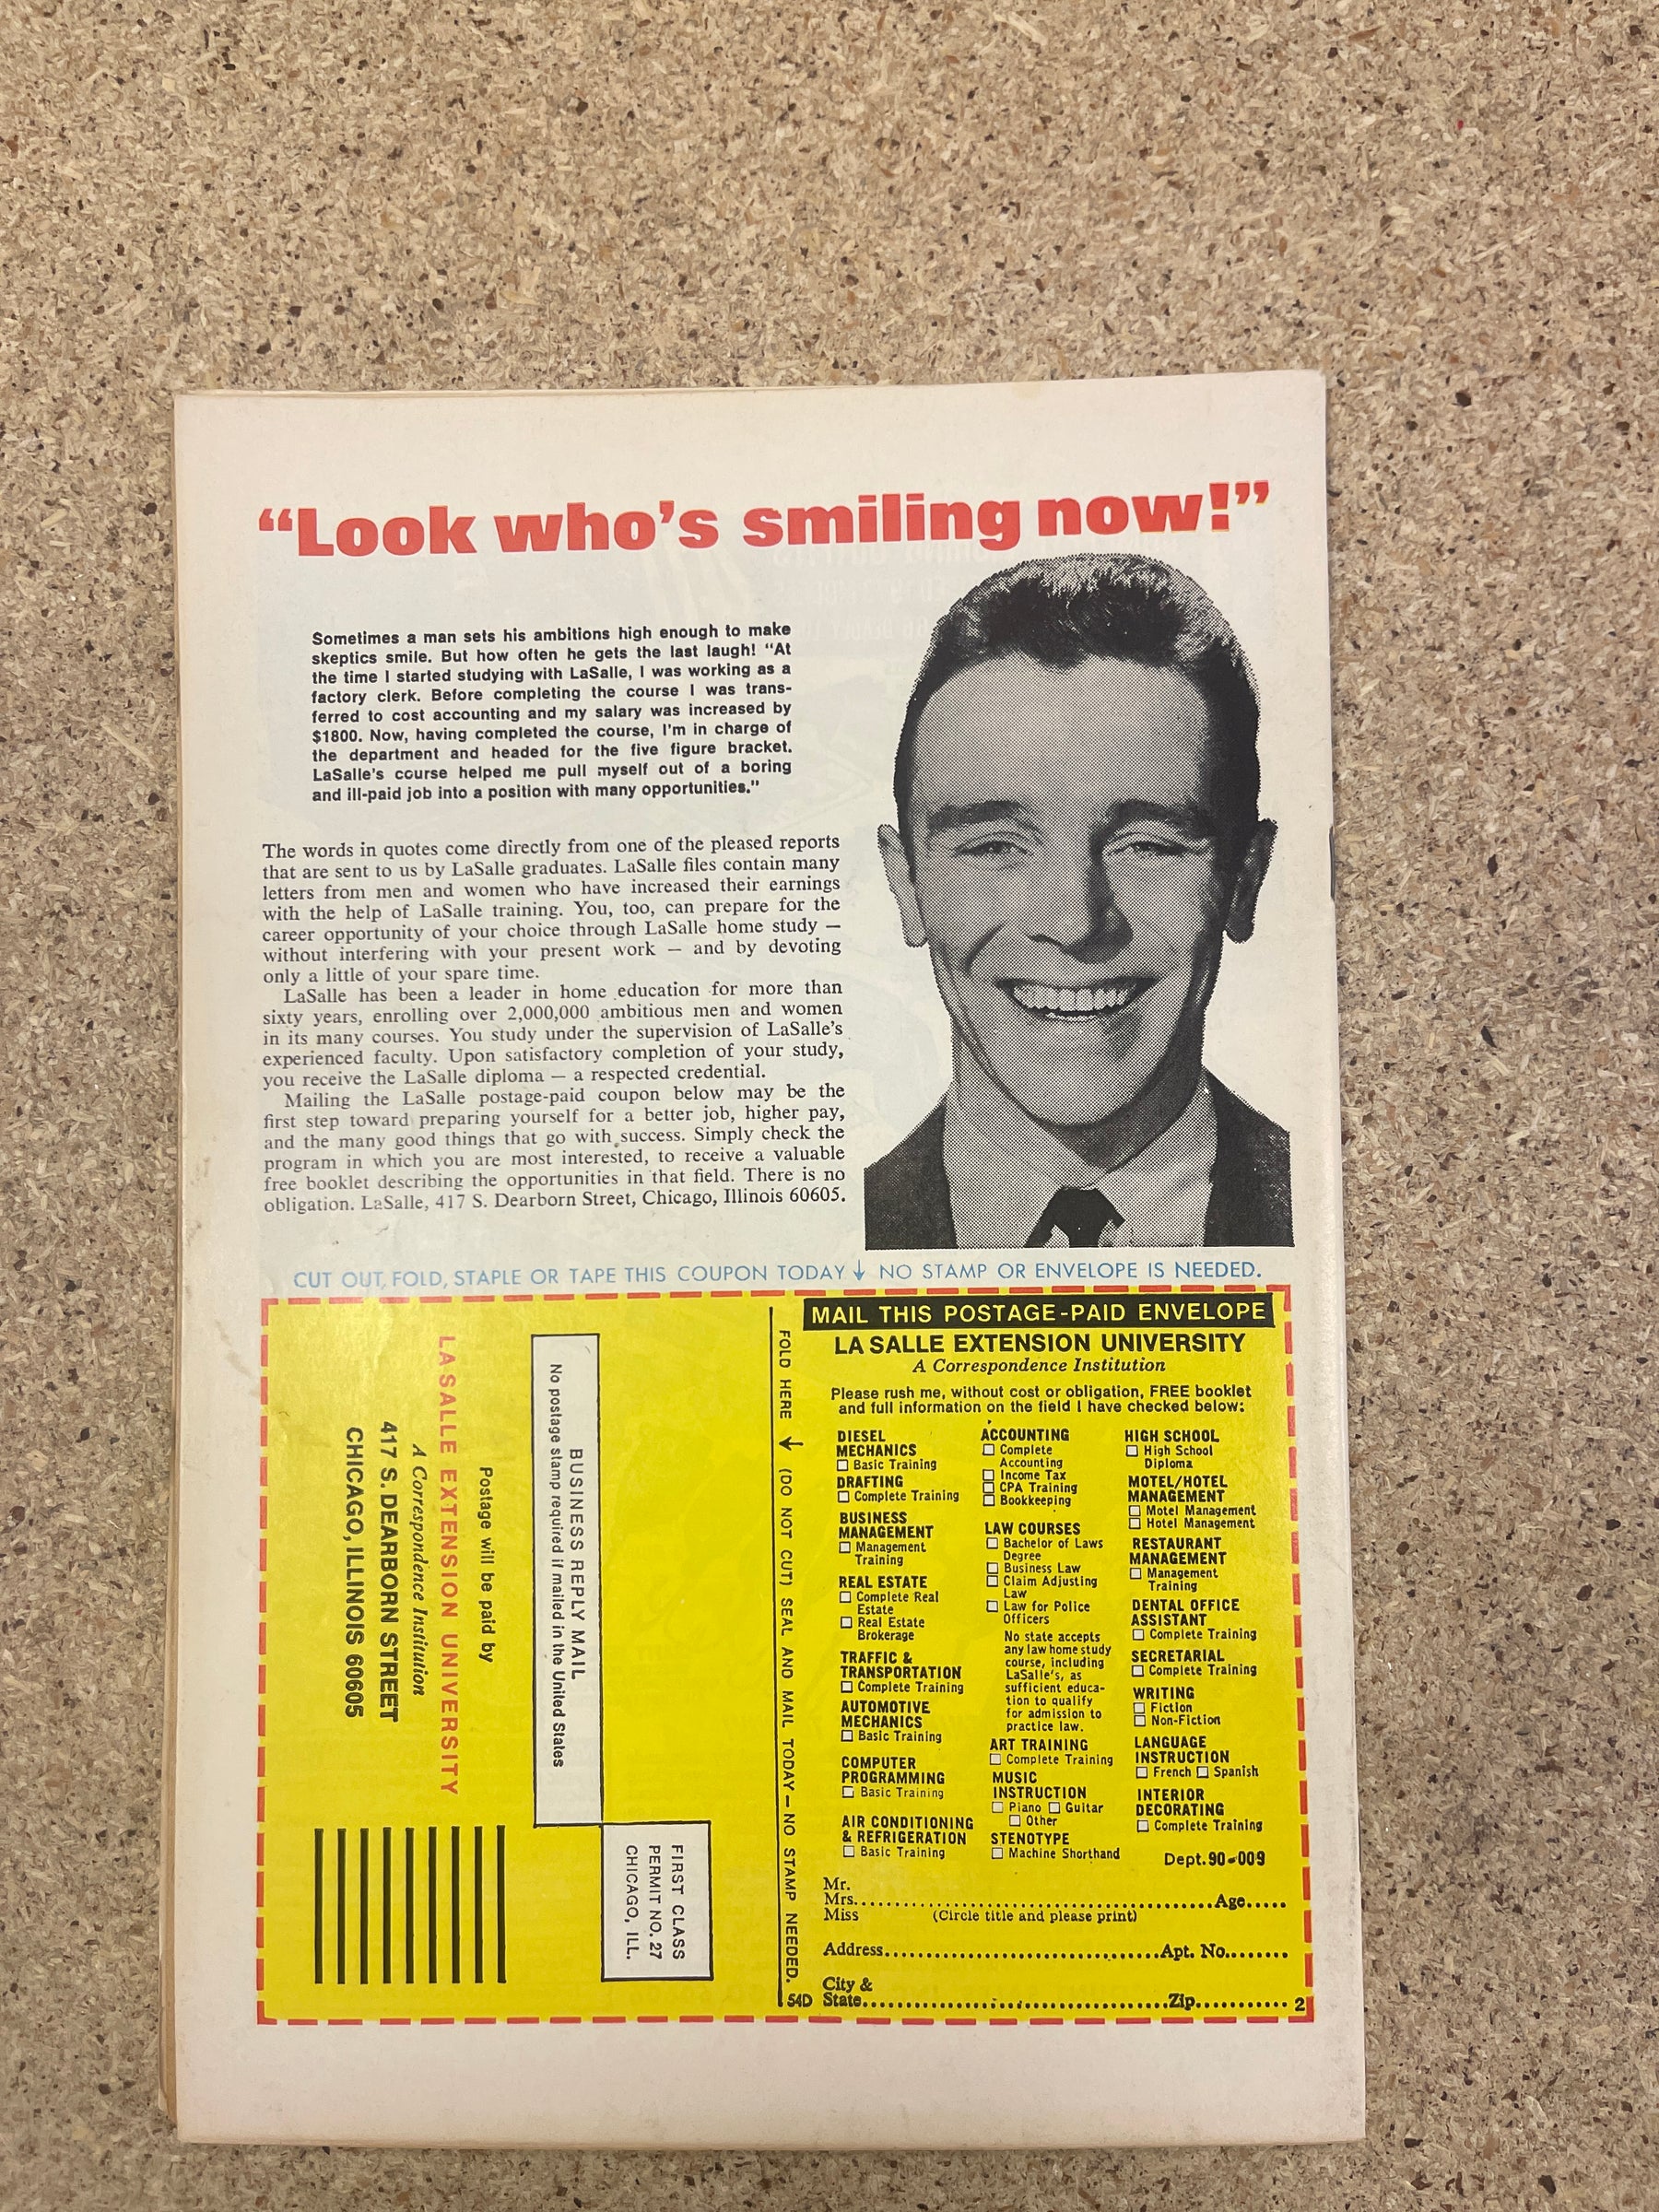 “Look who’s smiling now!”
Sometimes a man sets his ambitions high enough to make
skeptics smile. But how often he gets the last laugh! “At
the time I started studying with LaSalle, I was working as a
factory clerk. Before completing the course I was trans-
ferred to cost accounting and my salary was increased by
$1800. Now, having completed the course, I’m in charge of
the department and headed for the five figure bracket.
LaSalle’s course helped me pull myself out of a boring
and ill-paid job into a position with many opportunities.”
The words in quotes come directly from one of the pleased reports
that are sent to us by LaSalle graduates. LaSalle files contain many
letters from men and women who have increased their earnings
with the help of LaSalle training. You, too, can prepare for the
career opportunity of your choice through LaSalle home study —
without interfering with your present work — and by devoting
only a little of your spare time.
LaSalle has been a leader in home education for more than
sixty years, enrolling over 2,000,000 ambitious men and women
in its many courses. You study under the supervision of LaSalle’s
experienced faculty. Upon satisfactory completion of your study,
you receive the LaSalle diploma — a respected credential.
Mailing the LaSalle postage-paid coupon below may be the
first step toward preparing yourself for a better job, higher pay,
and the many good things that go with success. Simply check the
program in which you are most interested, to receive a valuable
free booklet describing the opportunities in that field. There is no
obligation. LaSalle, 417 S. Dearborn Street, Chicago, Illinois 60605.
CUT OUT, FOLD, STAPLE OR TAPE THIS COUPON TODAY ↓ NO STAMP OR ENVELOPE IS NEEDED.
FIRST CLASS
PERMIT NO. 27
CHICAGO, ILL.
BUSINESS REPLY MAIL
No postage stamp required if mailed in the United States
Postage will be paid by
LASALLE EXTENSION UNIVERSITY
A Correspondence Institution
417 S. DEARBORN STREET
CHICAGO, ILLINOIS 60605
FOLD HERE ↓ (DO NOT CUT) SEAL AND MAIL TODAY — NO STAMP NEEDED.
54D
MAIL THIS POSTAGE-PAID ENVELOPE
LA SALLE EXTENSION UNIVERSITY
A Correspondence Institution
Please rush me, without cost or obligation, FREE booklet
and full information on the field I have checked below:
DIESEL
MECHANICS
☐ Basic Training
DRAFTING
☐ Complete Training
BUSINESS
MANAGEMENT
☐ Management
Training
REAL ESTATE
☐ Complete Real
Estate
☐ Real Estate
Brokerage
TRAFFIC &
TRANSPORTATION
☐ Complete Training
AUTOMOTIVE
MECHANICS
☐ Basic Training
COMPUTER
PROGRAMMING
☐ Basic Training
AIR CONDITIONING
& REFRIGERATION
☐ Basic Training
ACCOUNTING
☐ Complete
Accounting
☐ Income Tax
☐ CPA Training
☐ Bookkeeping
LAW COURSES
☐ Bachelor of Laws
Degree
☐ Business Law
☐ Claim Adjusting
Law
☐ Law for Police
Officers
No state accepts
any law home study
course, including
LaSalle’s, as
sufficient educa-
tion to qualify
for admission to
practice law.
ART TRAINING
☐ Complete Training
MUSIC
INSTRUCTION
☐ Piano ☐ Guitar
☐ Other
STENOTYPE
☐ Machine Shorthand
HIGH SCHOOL
☐ High School
Diploma
MOTEL/HOTEL
MANAGEMENT
☐ Motel Management
☐ Hotel Management
RESTAURANT
MANAGEMENT
☐ Management
Training
DENTAL OFFICE
ASSISTANT
☐ Complete Training
SECRETARIAL
☐ Complete Training
WRITING
☐ Fiction
☐ Non-Fiction
LANGUAGE
INSTRUCTION
☐ French ☐ Spanish
INTERIOR
DECORATING
☐ Complete Training
Dept. 90-009
Mr.
Mrs. Age
Miss (Circle title and please print)
Address Apt. No.
City &
State Zip 2